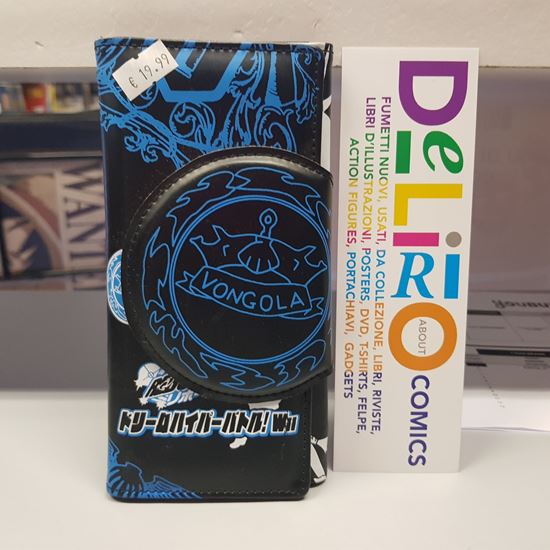 € 19.99
VONGOLA
ドリームハイパーバトル! Wii
DeLiRiO
ABOUT
COMICS
FUMETTI NUOVI, USATI, DA COLLEZIONE, LIBRI, RIVISTE,
LIBRI D'ILLUSTRAZIONI, POSTERS, DVD, T-SHIRTS, FELPE,
ACTION FIGURES, PORTACHIAVI, GADGETS
WANTE